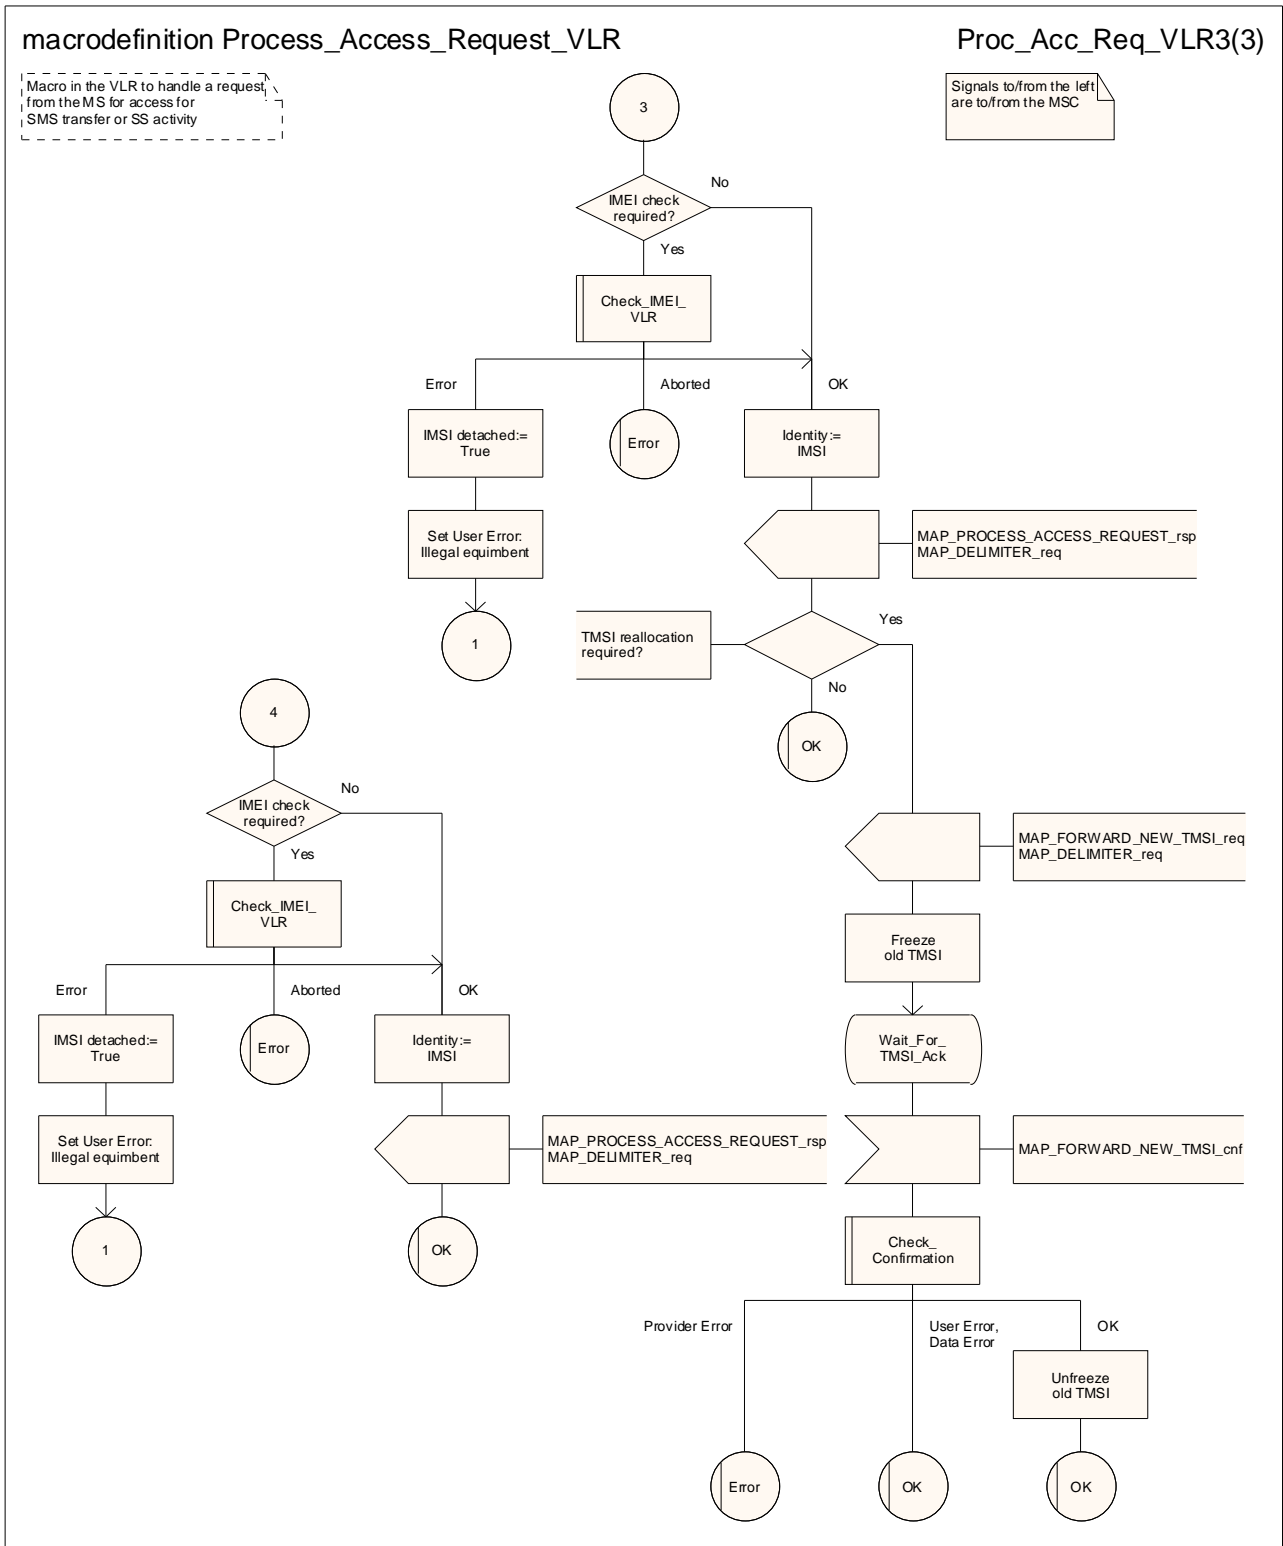 macrodefinition Process_Access_Request_VLR
Proc_Acc_Req_VLR3(3)
Macro in the VLR to handle a request
from the MS for access for
SMS transfer or SS activity
Signals to/from the left
are to/from the MSC
3
IMEI check
required?
No
Yes
Check_IMEI_
VLR
Error
Aborted
OK
IMSI detached:=
True
Error
Identity:=
IMSI
Set User Error:
Illegal equimbent
MAP_PROCESS_ACCESS_REQUEST_rsp
MAP_DELIMITER_req
1
TMSI reallocation
required?
Yes
No
OK
4
IMEI check
required?
No
Yes
Check_IMEI_
VLR
Error
Aborted
OK
IMSI detached:=
True
Error
Identity:=
IMSI
Set User Error:
Illegal equimbent
MAP_PROCESS_ACCESS_REQUEST_rsp
MAP_DELIMITER_req
1
OK
MAP_FORWARD_NEW_TMSI_req
MAP_DELIMITER_req
Freeze
old TMSI
Wait_For_
TMSI_Ack
MAP_FORWARD_NEW_TMSI_cnf
Check_
Confirmation
Provider Error
User Error,
Data Error
OK
Unfreeze
old TMSI
Error
OK
OK